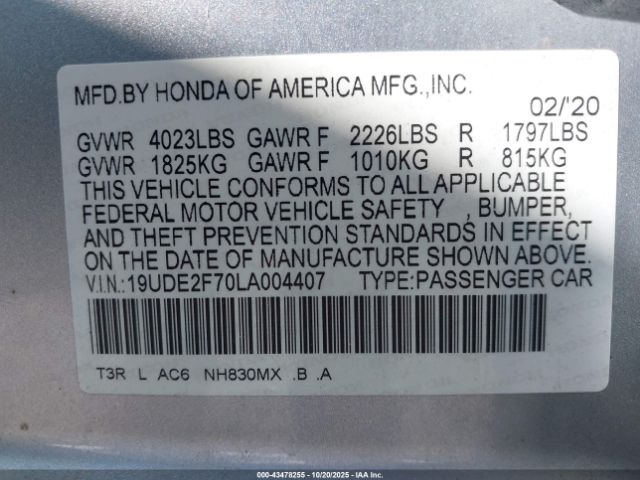 MFD.BY HONDA OF AMERICA MFG.,INC.
02/'20
GVWR 4023LBS GAWR F 2226LBS R 1797LBS
GVWR 1825KG GAWR F 1010KG R 815KG
THIS VEHICLE CONFORMS TO ALL APPLICABLE
FEDERAL MOTOR VEHICLE SAFETY , BUMPER,
AND THEFT PREVENTION STANDARDS IN EFFECT
ON THE DATE OF MANUFACTURE SHOWN ABOVE.
V.I.N.:19UDE2F70LA004407 TYPE:PASSENGER CAR
T3R L AC6 NH830MX .B .A
000-43478255 - 10/20/2025 - IAAI Inc.